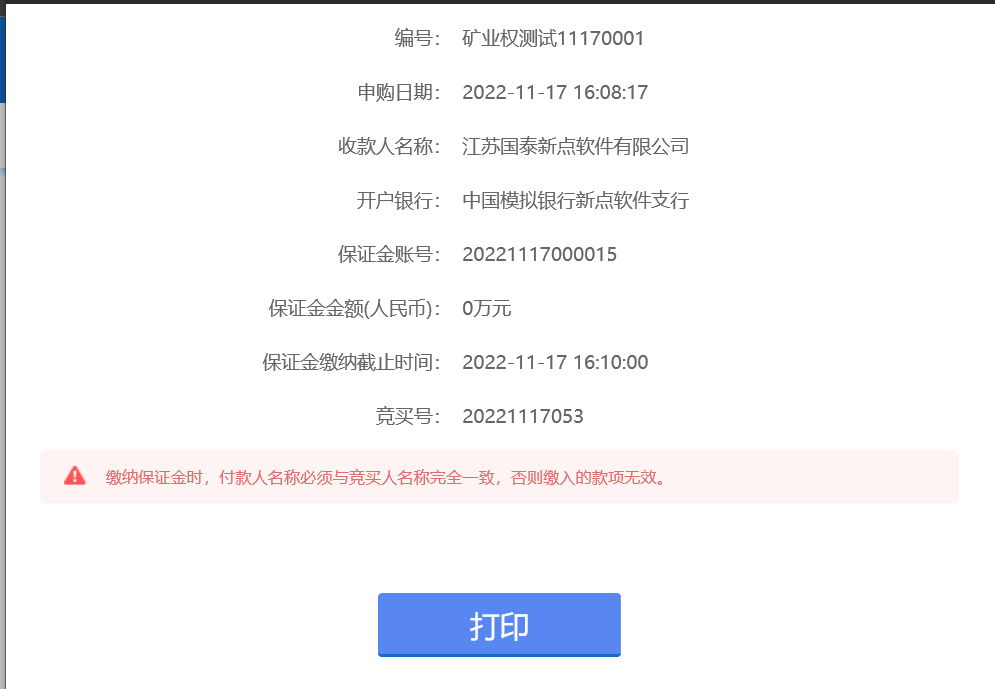 编号： 矿业权测试11170001
申购日期： 2022-11-17 16:08:17
收款人名称： 江苏国泰新点软件有限公司
开户银行： 中国模拟银行新点软件支行
保证金账号： 20221117000015
保证金金额(人民币)： 0万元
保证金缴纳截止时间： 2022-11-17 16:10:00
竞买号： 20221117053
缴纳保证金时，付款人名称必须与竞买人名称完全一致，否则缴入的款项无效。
打印